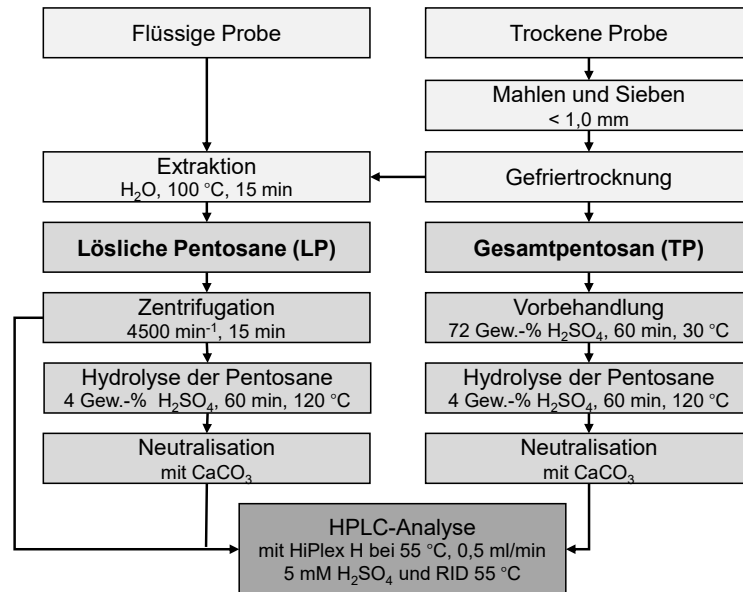 Flüssige Probe
Trockene Probe
Mahlen und Sieben
< 1,0 mm
Extraktion
H₂O, 100 °C, 15 min
Gefriertrocknung
Lösliche Pentosane (LP)
Gesamtpentosan (TP)
Zentrifugation
4500 min⁻¹, 15 min
Vorbehandlung
72 Gew.-% H₂SO₄, 60 min, 30 °C
Hydrolyse der Pentosane
4 Gew.-% H₂SO₄, 60 min, 120 °C
Hydrolyse der Pentosane
4 Gew.-% H₂SO₄, 60 min, 120 °C
Neutralisation
mit CaCO₃
Neutralisation
mit CaCO₃
HPLC-Analyse
mit HiPlex H bei 55 °C, 0,5 ml/min
5 mM H₂SO₄ und RID 55 °C